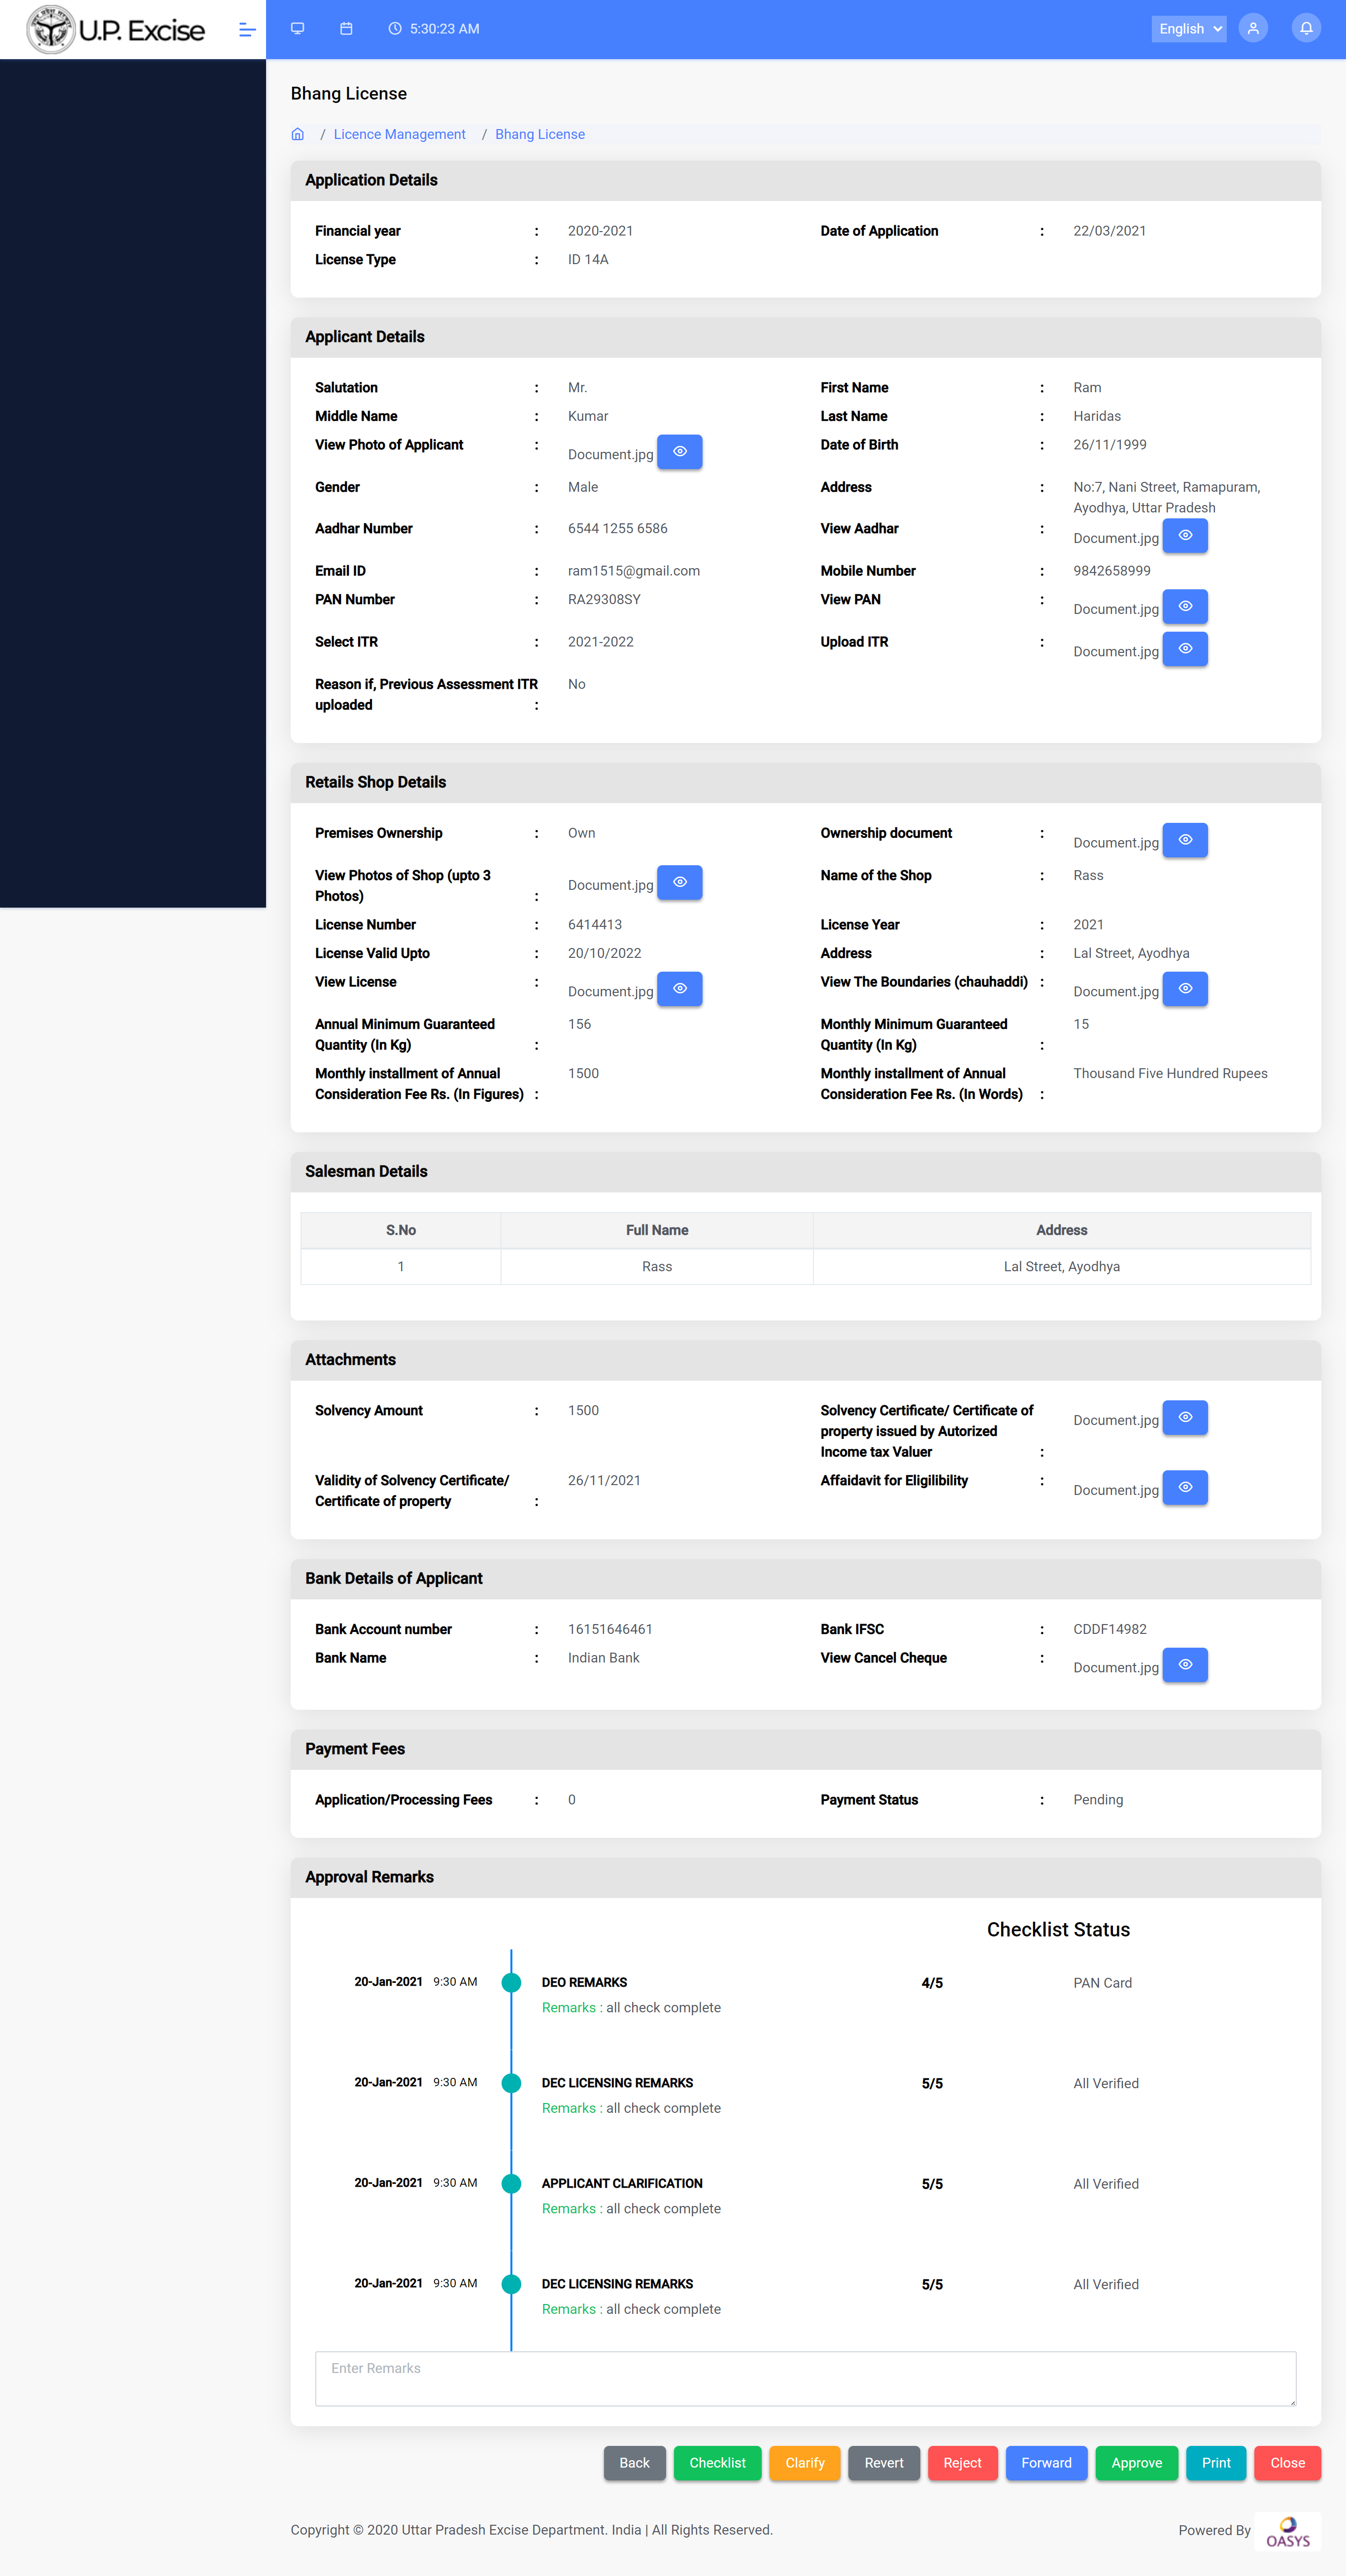 U.P. Excise
5:30:23 AM
English
Bhang License
/ Licence Management / Bhang License
Application Details
Financial year : 2020-2021 Date of Application : 22/03/2021
License Type : ID 14A
Applicant Details
Salutation : Mr. First Name : Ram
Middle Name : Kumar Last Name : Haridas
View Photo of Applicant : Document.jpg Date of Birth : 26/11/1999
Gender : Male Address : No:7, Nani Street, Ramapuram,
Ayodhya, Uttar Pradesh
Aadhar Number : 6544 1255 6586 View Aadhar : Document.jpg
Email ID : ram1515@gmail.com Mobile Number : 9842658999
PAN Number : RA29308SY View PAN : Document.jpg
Select ITR : 2021-2022 Upload ITR : Document.jpg
Reason if, Previous Assessment ITR No
uploaded :
Retails Shop Details
Premises Ownership : Own Ownership document : Document.jpg
View Photos of Shop (upto 3 Document.jpg Name of the Shop : Rass
Photos) :
License Number : 6414413 License Year : 2021
License Valid Upto : 20/10/2022 Address : Lal Street, Ayodhya
View License : Document.jpg View The Boundaries (chauhaddi) : Document.jpg
Annual Minimum Guaranteed 156 Monthly Minimum Guaranteed 15
Quantity (In Kg) : Quantity (In Kg) :
Monthly installment of Annual 1500 Monthly installment of Annual Thousand Five Hundred Rupees
Consideration Fee Rs. (In Figures) : Consideration Fee Rs. (In Words) :
Salesman Details
S.No Full Name Address
1 Rass Lal Street, Ayodhya
Attachments
Solvency Amount : 1500 Solvency Certificate/ Certificate of Document.jpg
property issued by Autorized
Income tax Valuer :
Validity of Solvency Certificate/ 26/11/2021 Affaidavit for Eligilibility : Document.jpg
Certificate of property :
Bank Details of Applicant
Bank Account number : 16151646461 Bank IFSC : CDDF14982
Bank Name : Indian Bank View Cancel Cheque : Document.jpg
Payment Fees
Application/Processing Fees : 0 Payment Status : Pending
Approval Remarks
Checklist Status
20-Jan-2021 9:30 AM DEO REMARKS 4/5 PAN Card
Remarks : all check complete
20-Jan-2021 9:30 AM DEC LICENSING REMARKS 5/5 All Verified
Remarks : all check complete
20-Jan-2021 9:30 AM APPLICANT CLARIFICATION 5/5 All Verified
Remarks : all check complete
20-Jan-2021 9:30 AM DEC LICENSING REMARKS 5/5 All Verified
Remarks : all check complete
Enter Remarks
Back Checklist Clarify Revert Reject Forward Approve Print Close
Copyright © 2020 Uttar Pradesh Excise Department. India | All Rights Reserved. Powered By OASYS